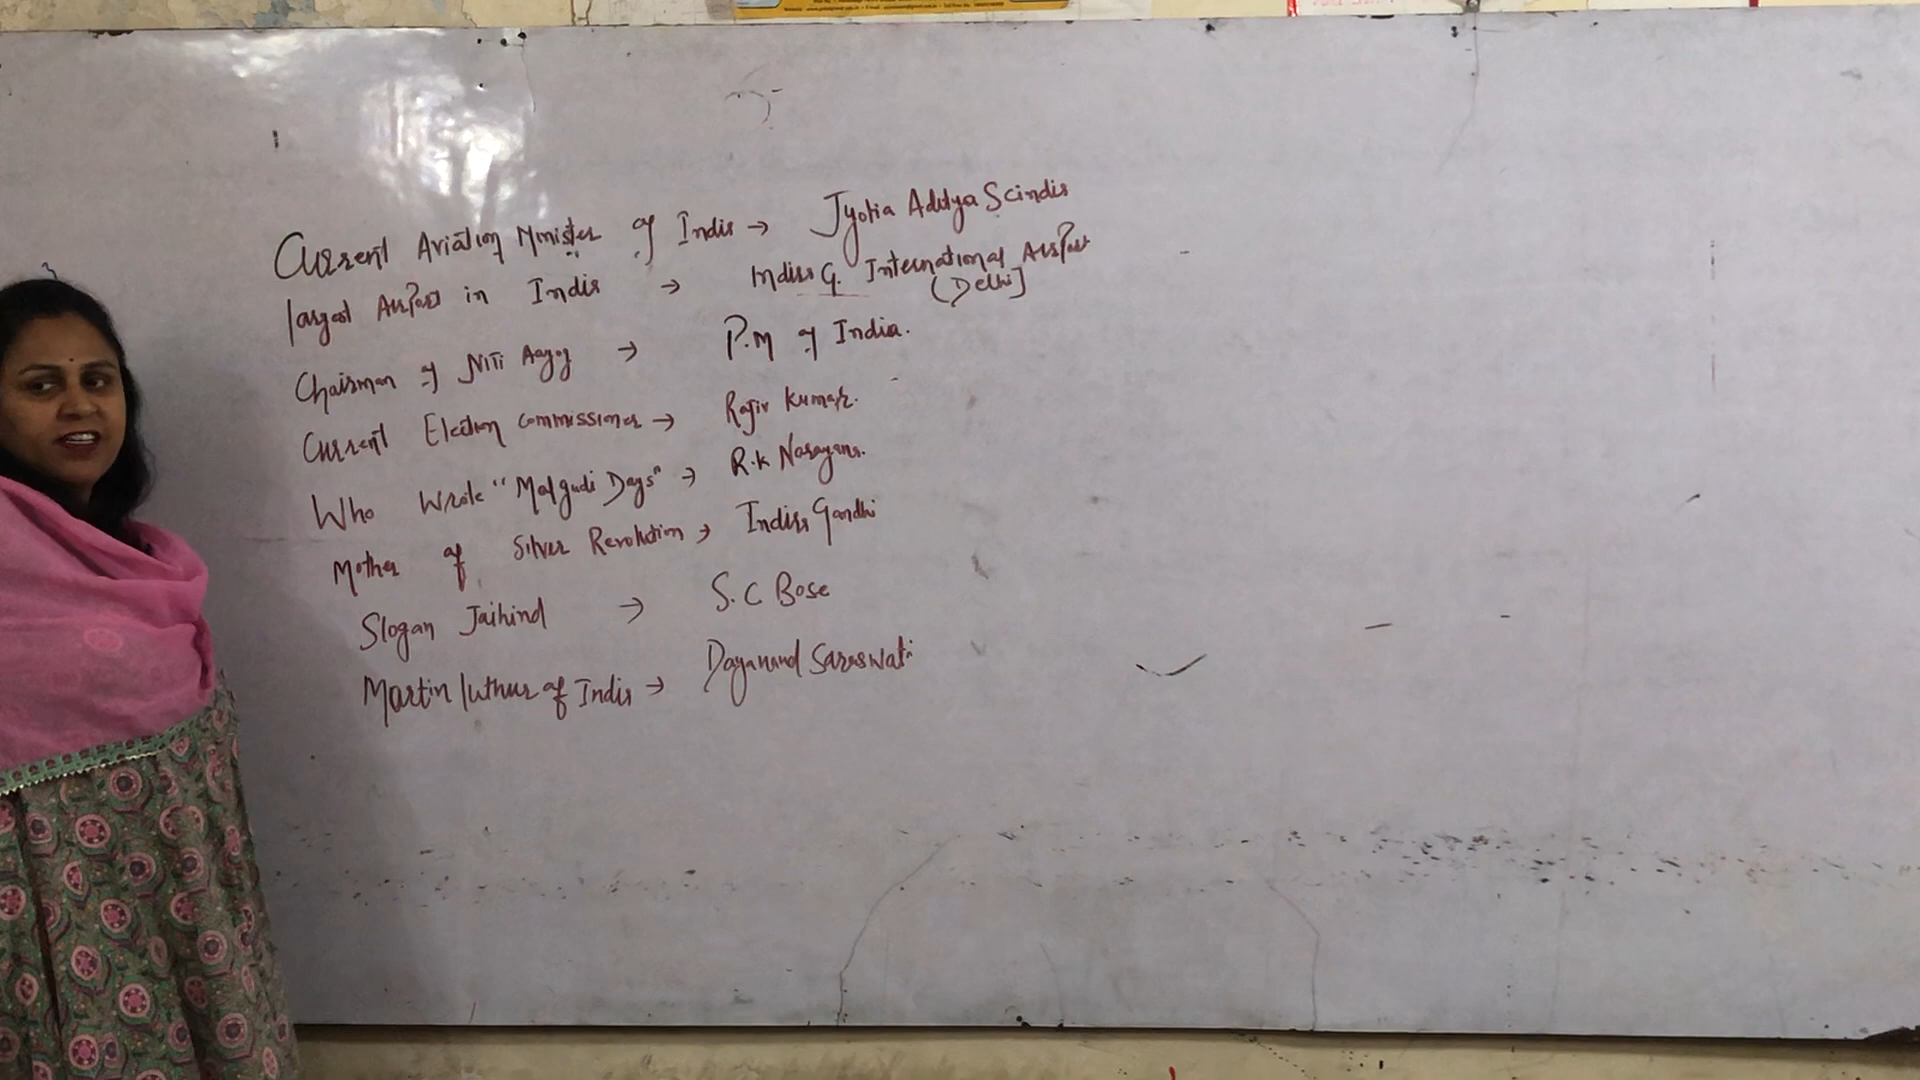 Current Aviation Minister of India → Jyotia Aditya Scindia
largest AirPort in India → Indira G. International AirPort
(Delhi]
Chairman of NITI Aayog → P.M of India.
Current Election Commissioner → Rajiv Kumar.
Who Wrote "Malgudi Days" → R.K Narayana.
Mother of Silver Revolution → Indira Gandhi
Slogan Jaihind → S.C Bose
Martin luthur of India → Dayanand Saraswati